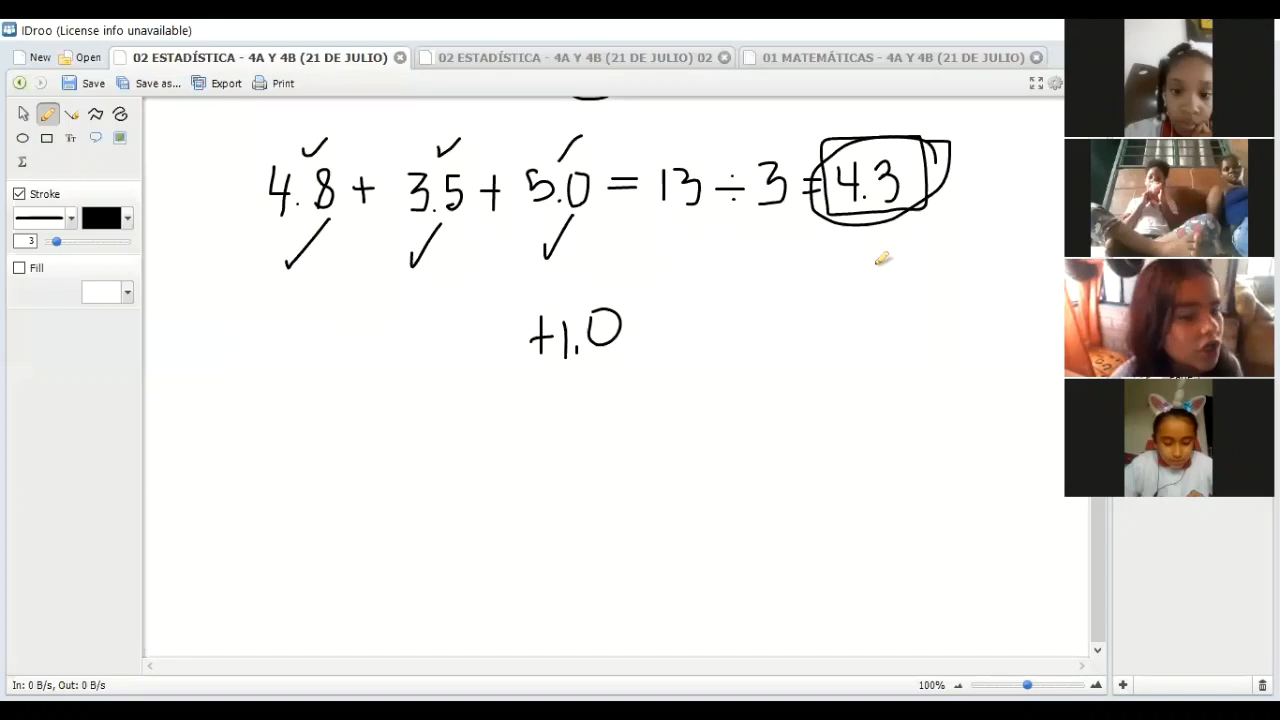 IDroo (License info unavailable)
New Open 02 ESTADÍSTICA - 4A Y 4B (21 DE JULIO) 02 ESTADÍSTICA - 4A Y 4B (21 DE JULIO) 02 01 MATEMÁTICAS - 4A Y 4B (21 DE JULIO)
Save Save as... Export Print
4.8 + 3.5 + 5.0 = 13 ÷ 3 = 4.3
Tr
Σ
Stroke
3
Fill
+1.0
In: 0 B/s, Out: 0 B/s 100%